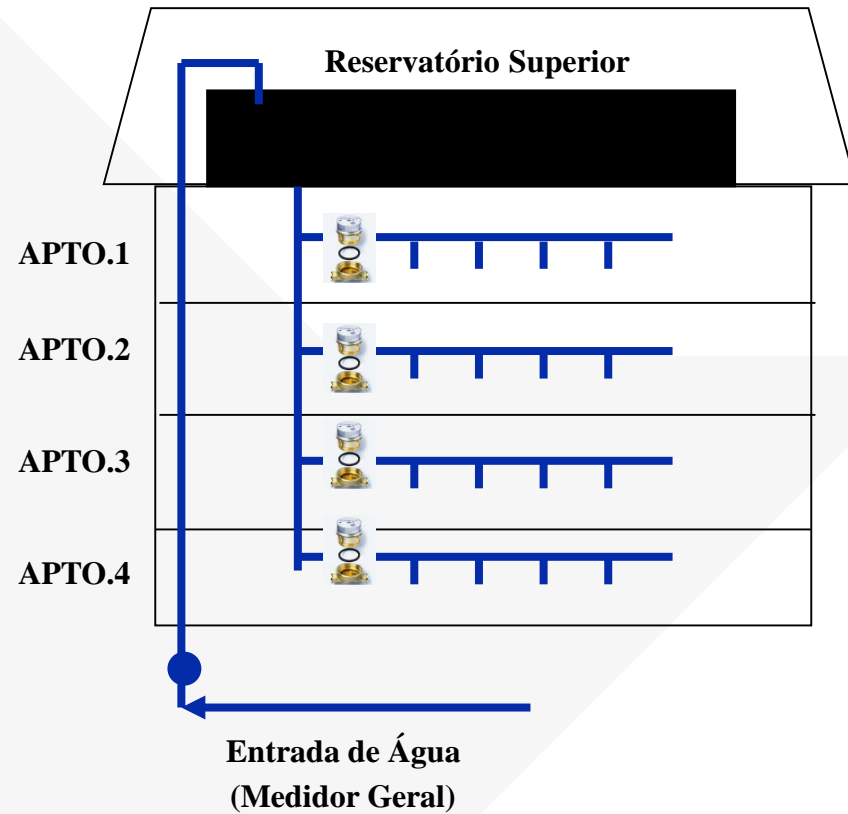 Reservatório Superior
APTO.1
APTO.2
APTO.3
APTO.4
Entrada de Água
(Medidor Geral)